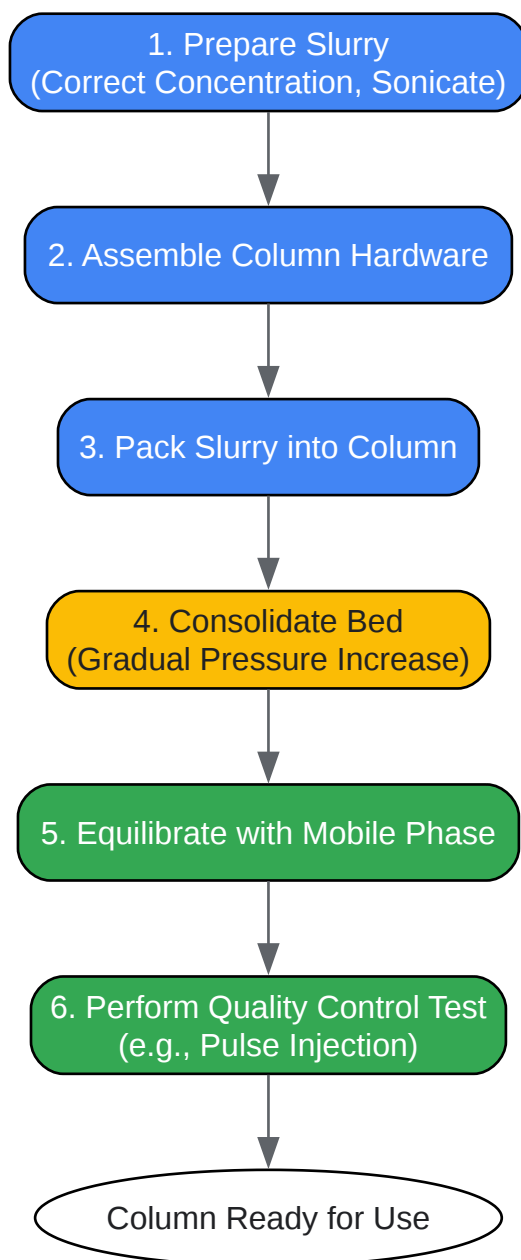 1. Prepare Slurry
(Correct Concentration, Sonicate)
2. Assemble Column Hardware
3. Pack Slurry into Column
4. Consolidate Bed
(Gradual Pressure Increase)
5. Equilibrate with Mobile Phase
6. Perform Quality Control Test
(e.g., Pulse Injection)
Column Ready for Use